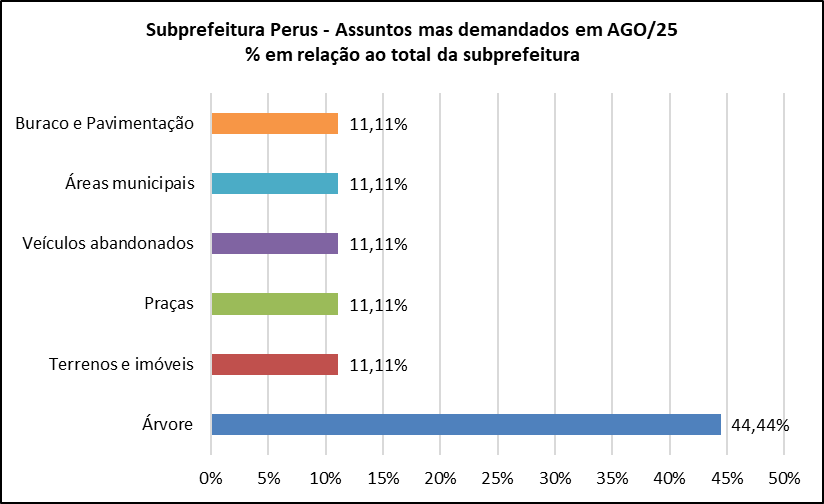 Subprefeitura Perus - Assuntos mas demandados em AGO/25
% em relação ao total da subprefeitura
Buraco e Pavimentação 11,11%
Áreas municipais 11,11%
Veículos abandonados 11,11%
Praças 11,11%
Terrenos e imóveis 11,11%
Árvore 44,44%
0% 5% 10% 15% 20% 25% 30% 35% 40% 45% 50%